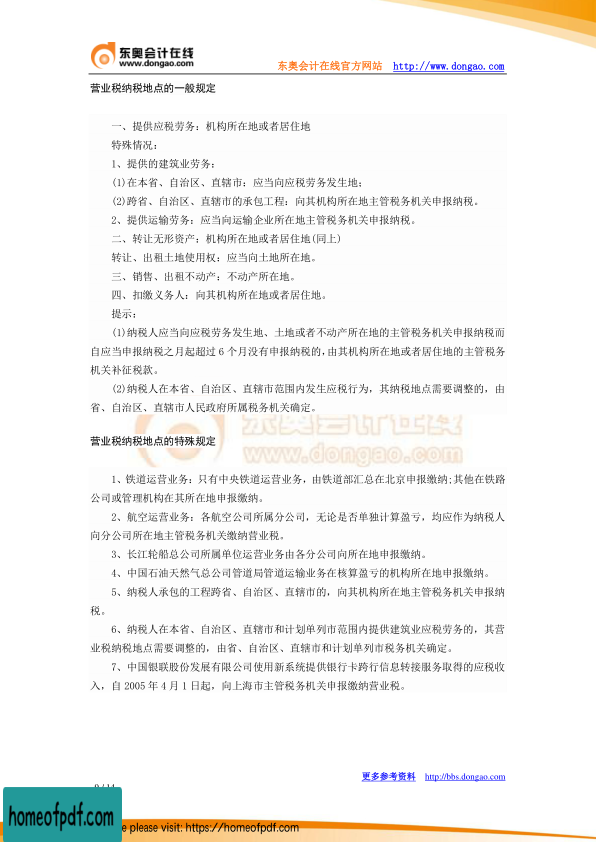 东奥会计在线
www.dongao.com
东奥会计在线官方网站 http://www.dongao.com
营业税纳税地点的一般规定
一、提供应税劳务：机构所在地或者居住地
特殊情况：
1、提供的建筑业劳务：
(1)在本省、自治区、直辖市：应当向应税劳务发生地；
(2)跨省、自治区、直辖市的承包工程：向其机构所在地主管税务机关申报纳税。
2、提供运输劳务：应当向运输企业所在地主管税务机关申报纳税。
二、转让无形资产：机构所在地或者居住地(同上)
转让、出租土地使用权：应当向土地所在地。
三、销售、出租不动产：不动产所在地。
四、扣缴义务人：向其机构所在地或者居住地。
提示：
(1)纳税人应当向应税劳务发生地、土地或者不动产所在地的主管税务机关申报纳税而
自应当申报纳税之月起超过 6 个月没有申报纳税的，由其机构所在地或者居住地的主管税务
机关补征税款。
(2)纳税人在本省、自治区、直辖市范围内发生应税行为，其纳税地点需要调整的，由
省、自治区、直辖市人民政府所属税务机关确定。
东奥会计在线
www.dongao.com
营业税纳税地点的特殊规定
1、铁道运营业务：只有中央铁道运营业务，由铁道部汇总在北京申报缴纳;其他在铁路
公司或管理机构在其所在地申报缴纳。
2、航空运营业务：各航空公司所属分公司，无论是否单独计算盈亏，均应作为纳税人
向分公司所在地主管税务机关缴纳营业税。
3、长江轮船总公司所属单位运营业务由各分公司向所在地申报缴纳。
4、中国石油天然气总公司管道局管道运输业务在核算盈亏的机构所在地申报缴纳。
5、纳税人承包的工程跨省、自治区、直辖市的，向其机构所在地主管税务机关申报纳
税。
6、纳税人在本省、自治区、直辖市和计划单列市范围内提供建筑业应税劳务的，其营
业税纳税地点需要调整的，由省、自治区、直辖市和计划单列市税务机关确定。
7、中国银联股份发展有限公司使用新系统提供银行卡跨行信息转接服务取得的应税收
入，自 2005 年 4 月 1 日起，向上海市主管税务机关申报缴纳营业税。
更多参考资料 http://bbs.dongao.com
homeofpdf.com
please visit: https://homeofpdf.com